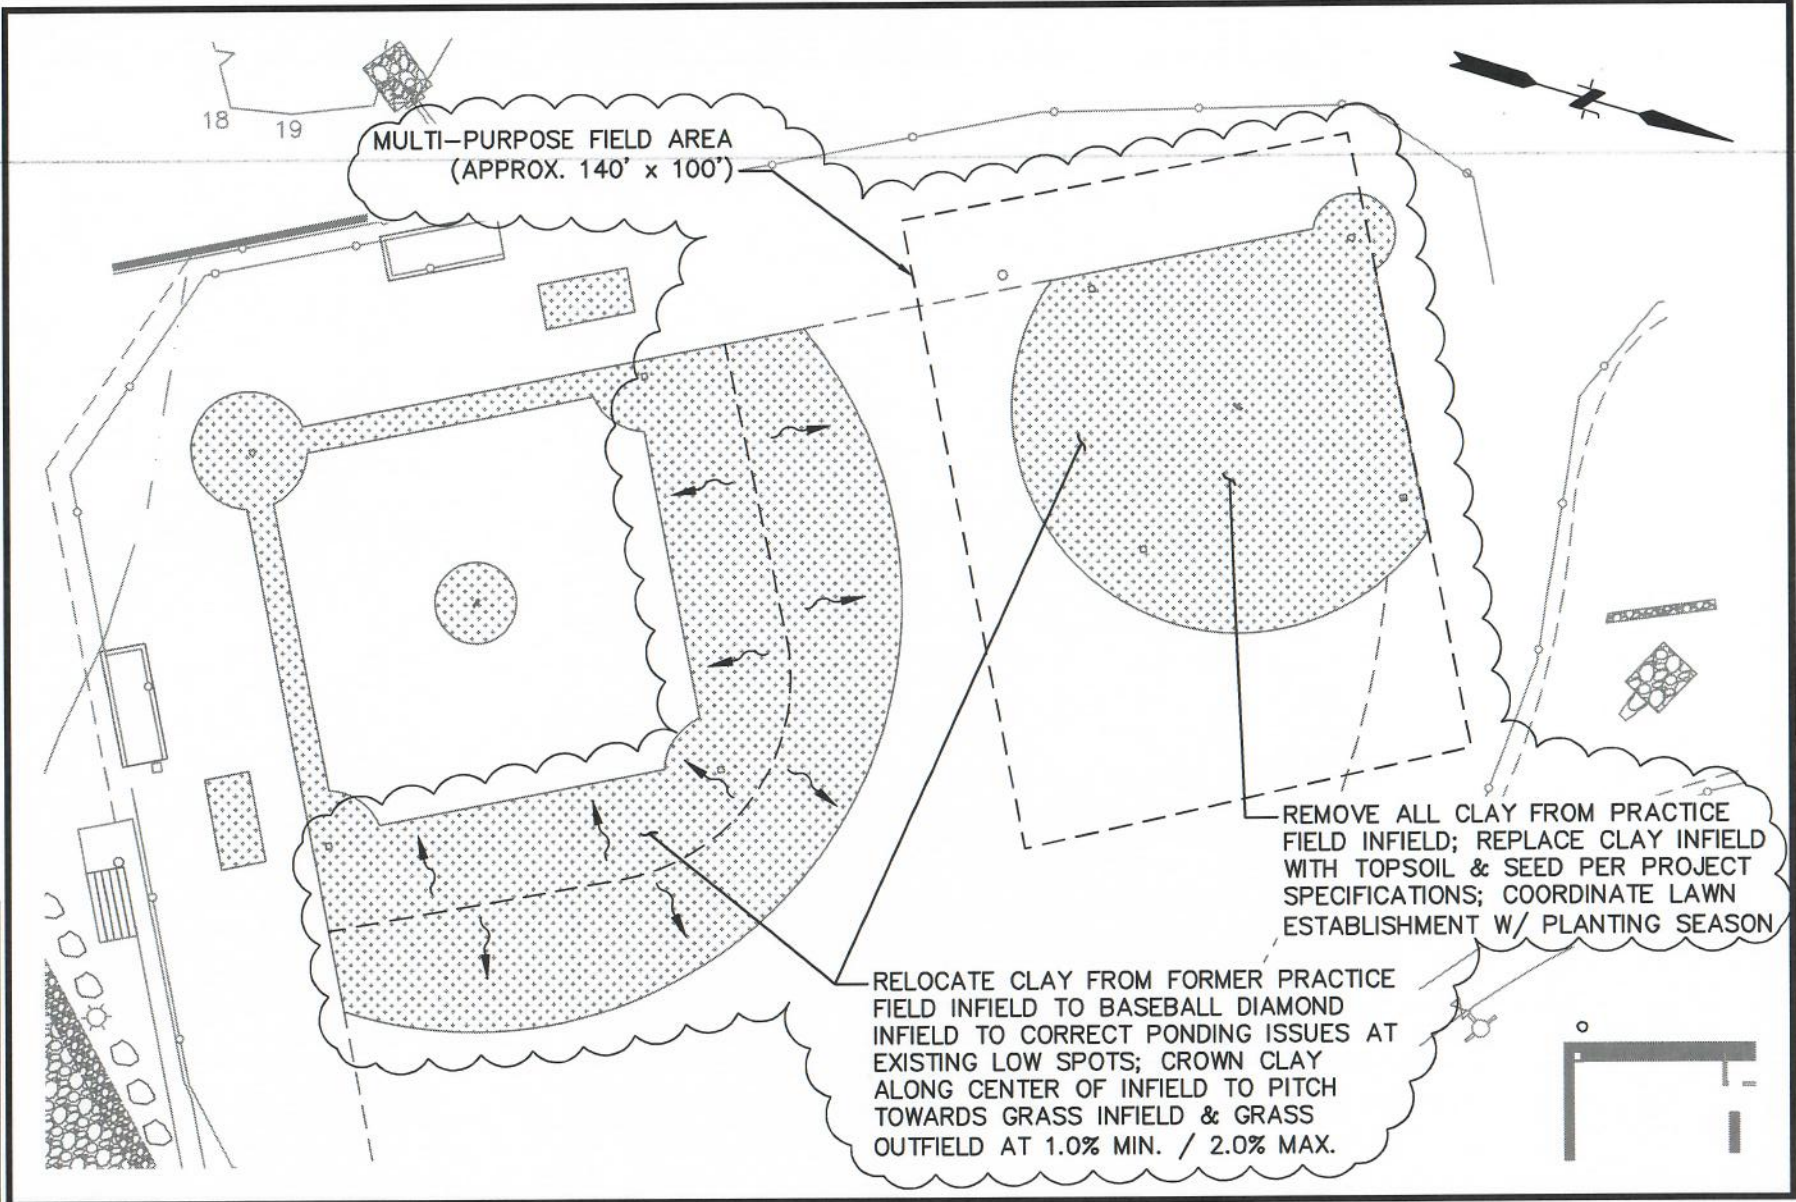 18
19
MULTI-PURPOSE FIELD AREA
(APPROX. 140' x 100')
REMOVE ALL CLAY FROM PRACTICE
FIELD INFIELD; REPLACE CLAY INFIELD
WITH TOPSOIL & SEED PER PROJECT
SPECIFICATIONS; COORDINATE LAWN
ESTABLISHMENT W/ PLANTING SEASON
RELOCATE CLAY FROM FORMER PRACTICE
FIELD INFIELD TO BASEBALL DIAMOND
INFIELD TO CORRECT PONDING ISSUES AT
EXISTING LOW SPOTS; CROWN CLAY
ALONG CENTER OF INFIELD TO PITCH
TOWARDS GRASS INFIELD & GRASS
OUTFIELD AT 1.0% MIN. / 2.0% MAX.